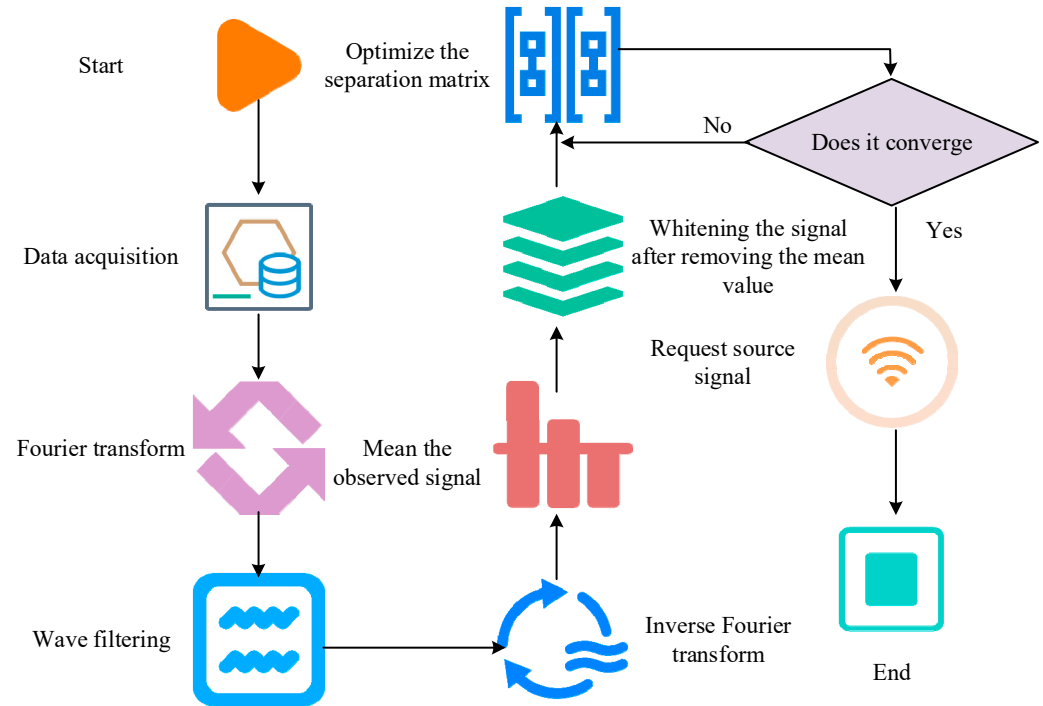 Start
Data acquisition
Fourier transform
Wave filtering
Inverse Fourier
transform
Mean the
observed signal
Whitening the signal
after removing the mean
value
Optimize the
separation matrix
Does it converge
No
Yes
Request source
signal
End